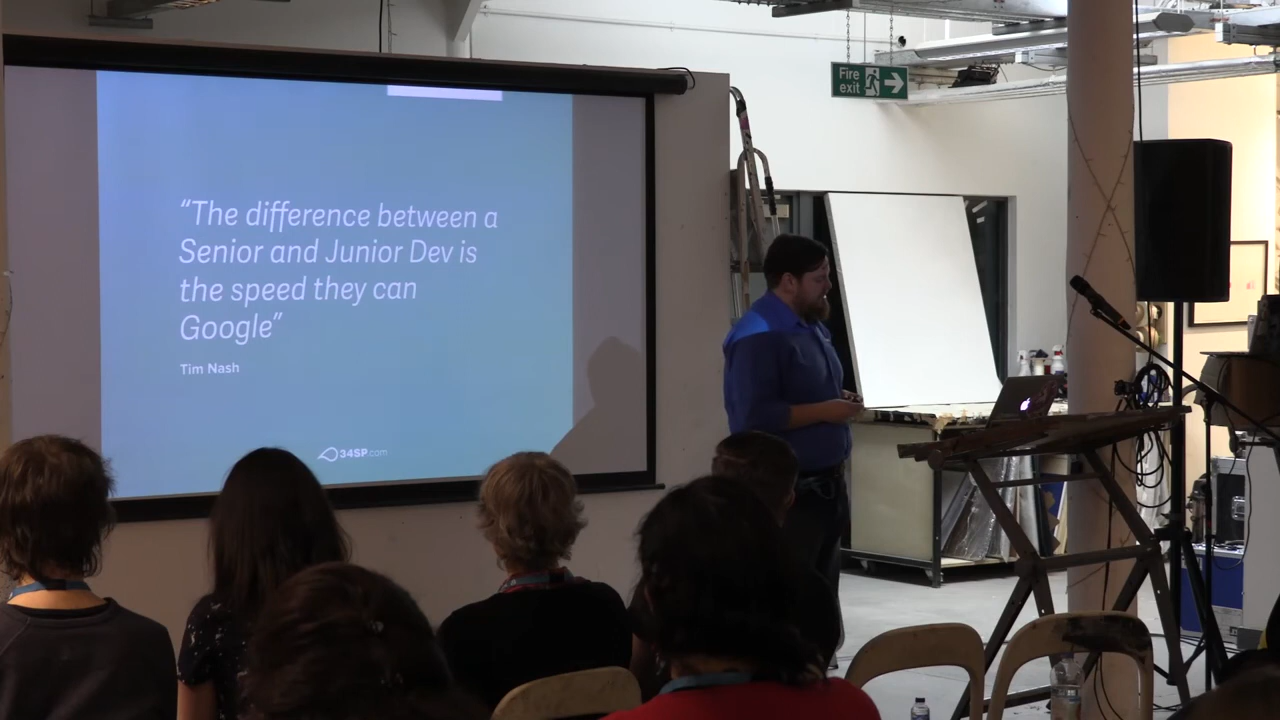 “The difference between a
Senior and Junior Dev is
the speed they can
Google”
Tim Nash
34SP.com
Fire
exit